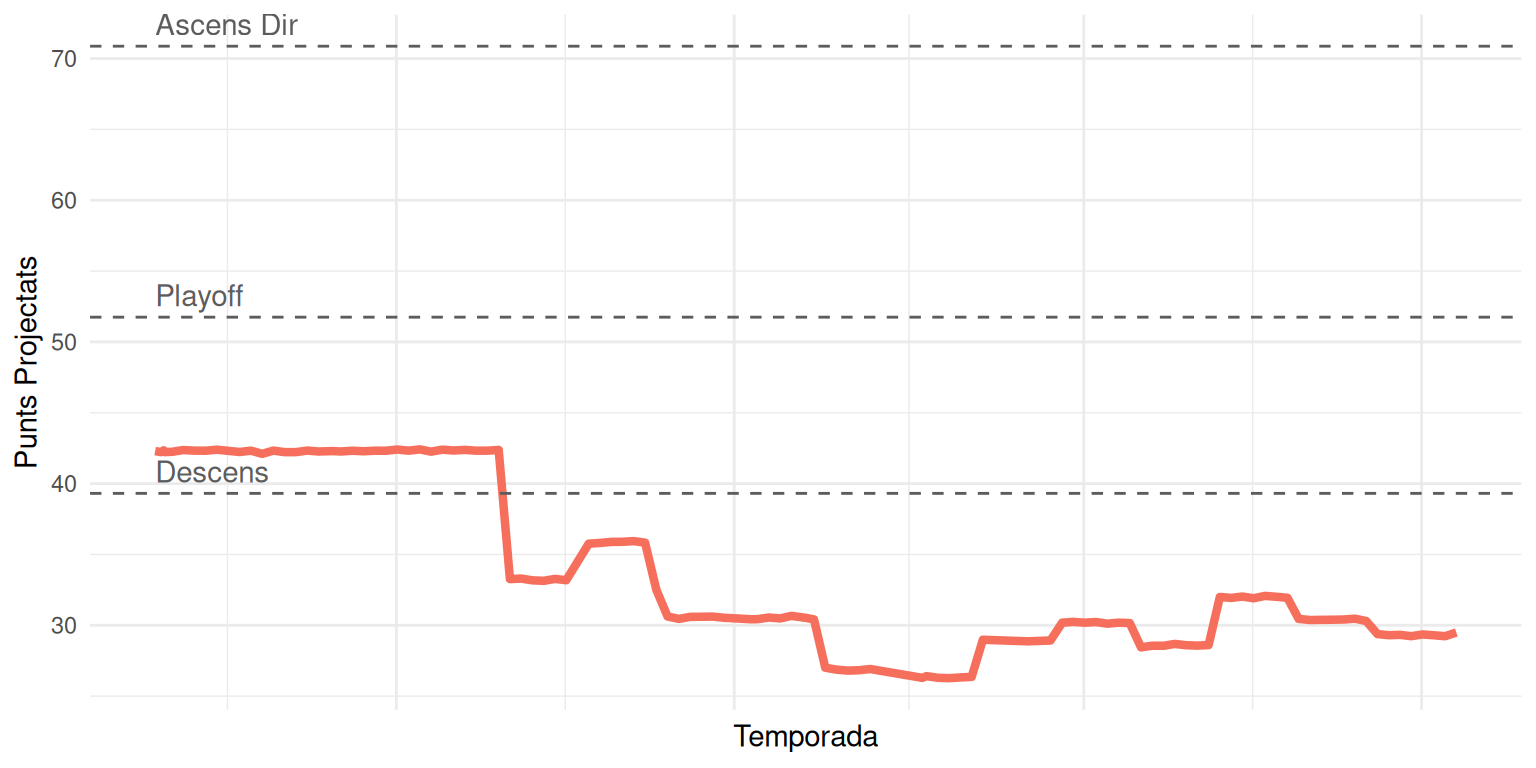 Ascens Dir
70
60
Playoff
50
Descens
40
30
Punts Projectats
Temporada